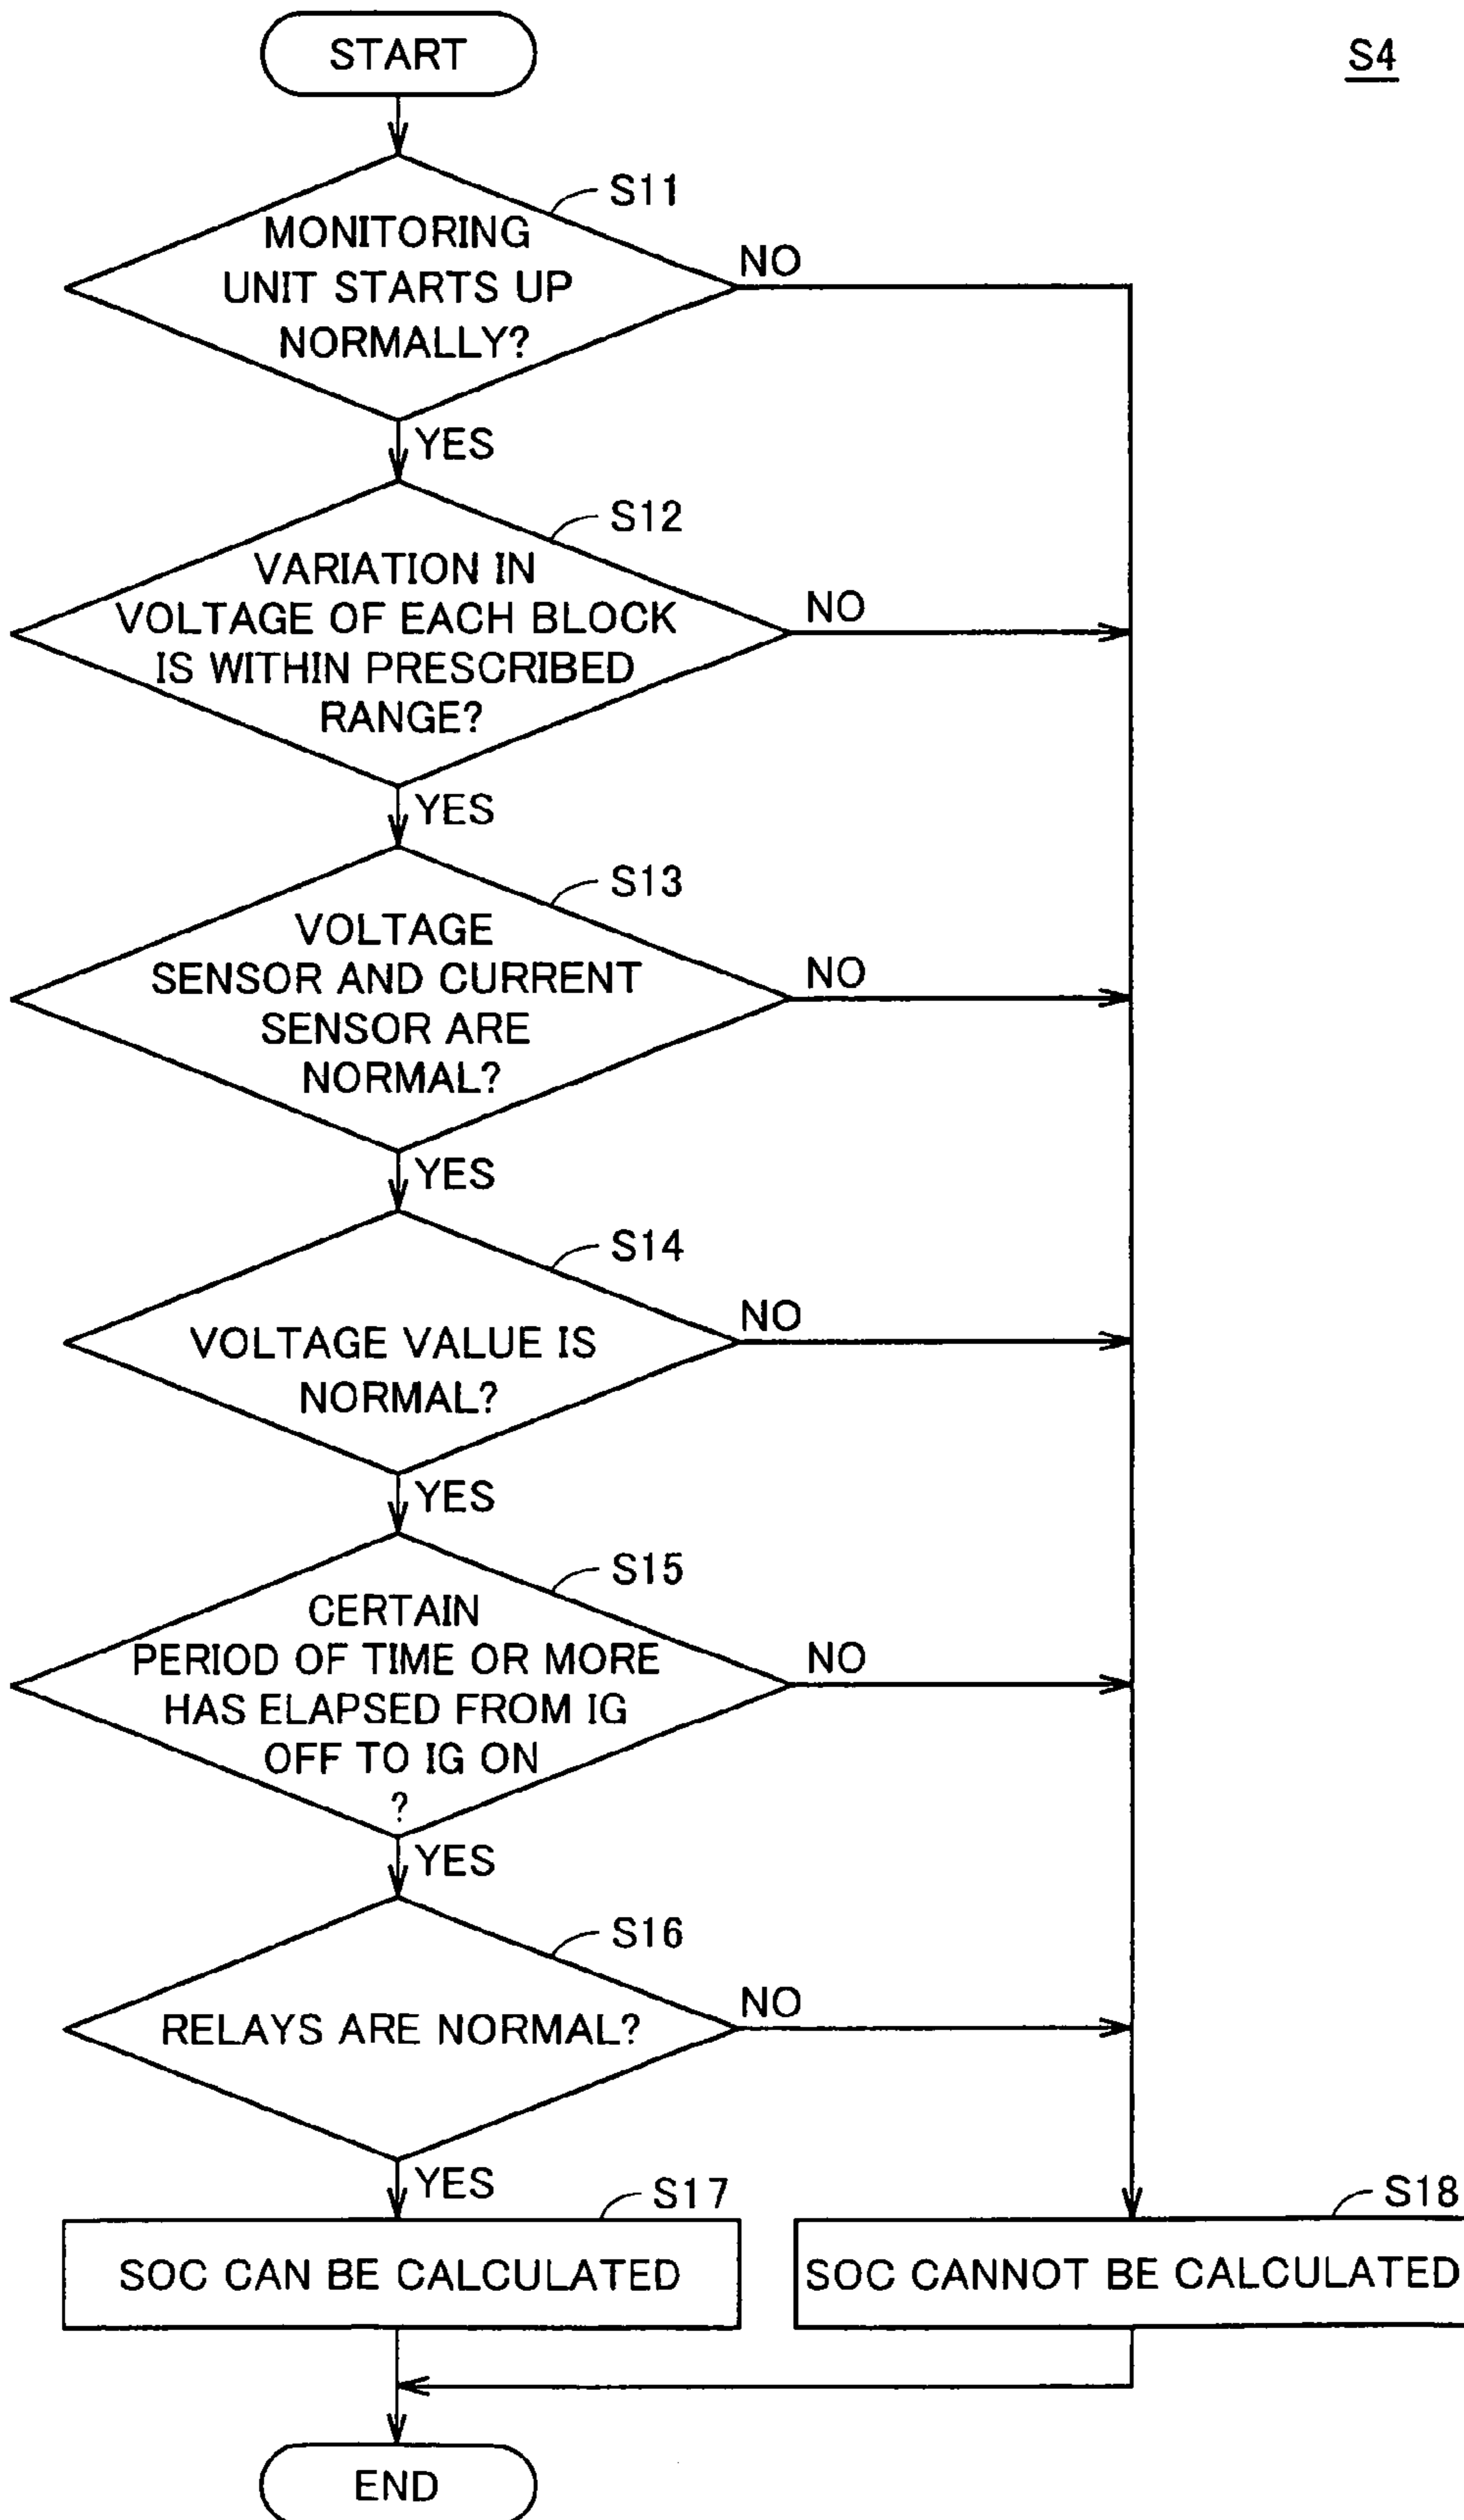 START
S4
S11
MONITORING
UNIT STARTS UP
NORMALLY?
NO
YES
S12
VARIATION IN
VOLTAGE OF EACH BLOCK
IS WITHIN PRESCRIBED
RANGE?
NO
YES
S13
VOLTAGE
SENSOR AND CURRENT
SENSOR ARE
NORMAL?
NO
YES
S14
VOLTAGE VALUE IS
NORMAL?
NO
YES
S15
CERTAIN
PERIOD OF TIME OR MORE
HAS ELAPSED FROM IG
OFF TO IG ON
?
NO
YES
S16
RELAYS ARE NORMAL?
NO
YES
S17
SOC CAN BE CALCULATED
S18
SOC CANNOT BE CALCULATED
END